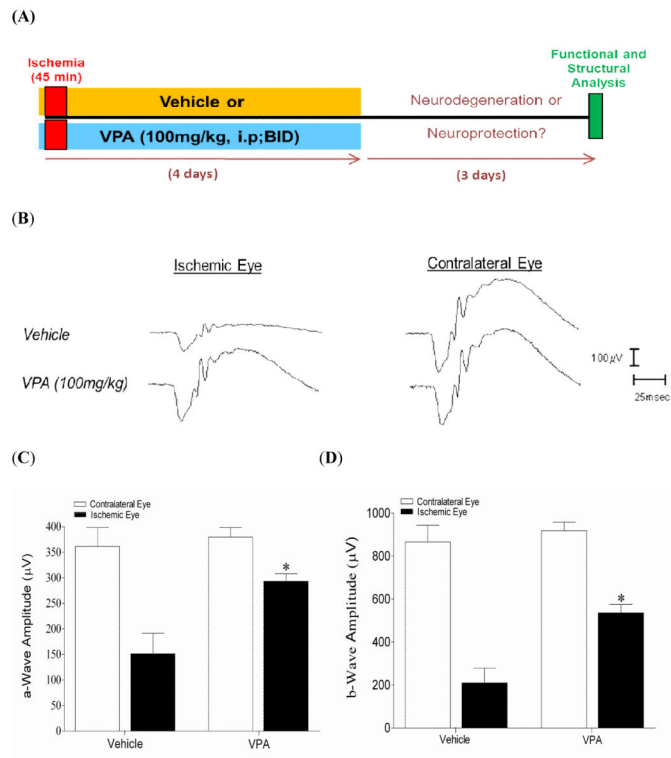 (A)
Ischemia
(45 min)
Functional and
Structural
Analysis
Vehicle or
Neurodegeneration or
VPA (100mg/kg, i.p;BID)
Neuroprotection?
(4 days)
(3 days)
(B)
Ischemic Eye
Contralateral Eye
Vehicle
100µV
VPA (100mg/kg)
25msec
(C)
(D)
Contralateral Eye
Ischemic Eye
a-Wave Amplitude (µV)
400
350
300
250
200
150
100
50
0
*
Vehicle
VPA
Contralateral Eye
Ischemic Eye
b-Wave Amplitude (µV)
1000
800
600
400
200
0
*
Vehicle
VPA